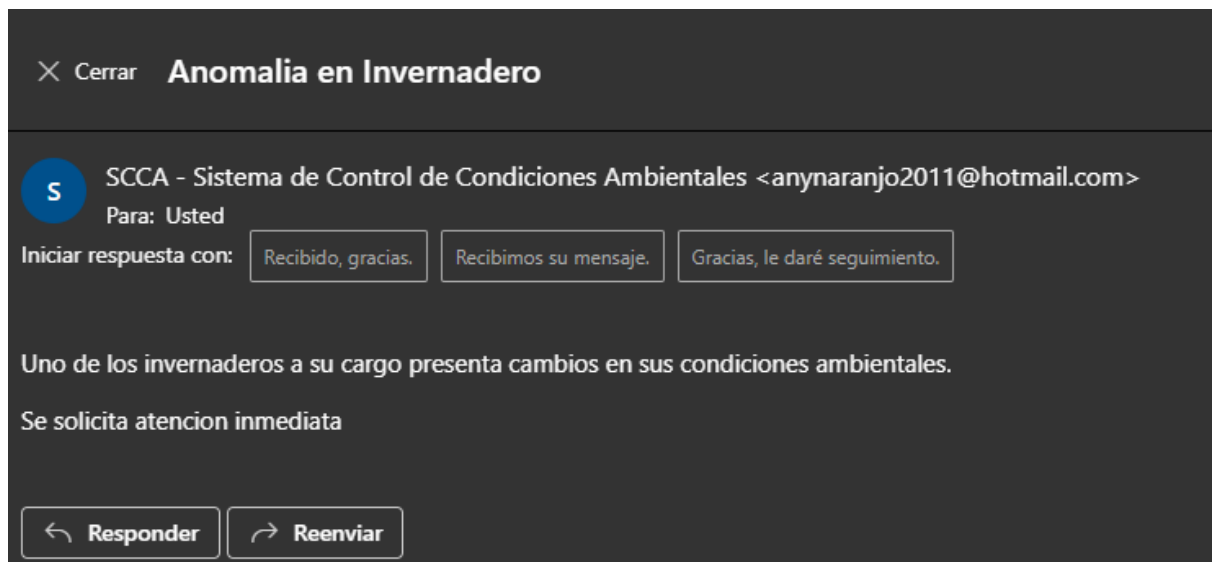 Cerrar Anomalia en Invernadero
S
SCCA - Sistema de Control de Condiciones Ambientales <anynaranjo2011@hotmail.com>
Para: Usted
Iniciar respuesta con: Recibido, gracias. Recibimos su mensaje. Gracias, le daré seguimiento.
Uno de los invernaderos a su cargo presenta cambios en sus condiciones ambientales.
Se solicita atencion inmediata
Responder Reenviar